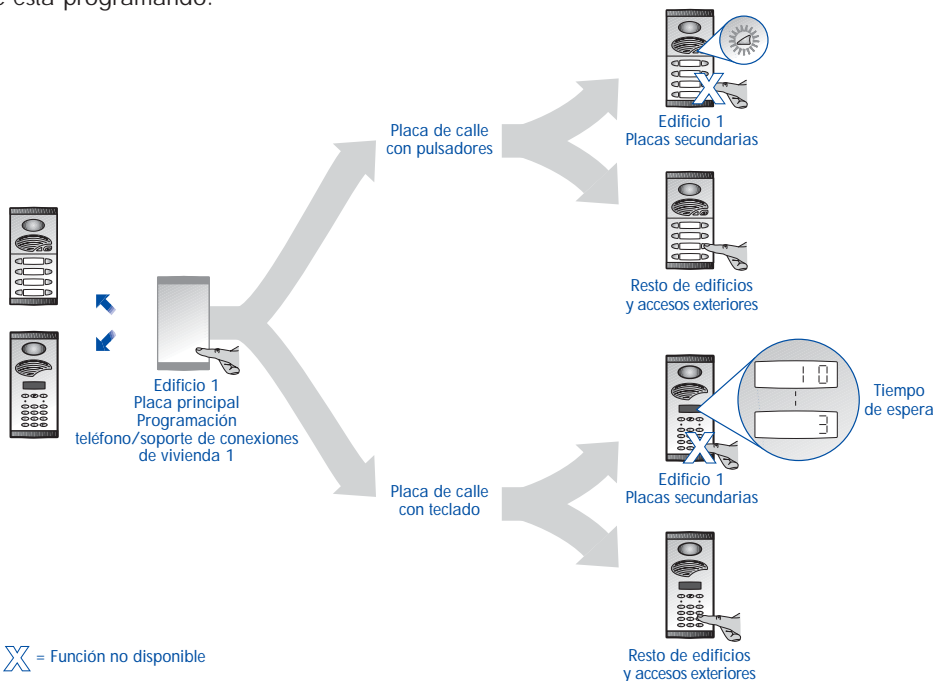 e está programando.
Edificio 1
Placas secundarias
Placa de calle
con pulsadores
Resto de edificios
y accesos exteriores
Edificio 1
Placa principal
Programación
teléfono/soporte de conexiones
de vivienda 1
10
3
Tiempo
de espera
Edificio 1
Placas secundarias
Placa de calle
con teclado
X = Función no disponible
Resto de edificios
y accesos exteriores